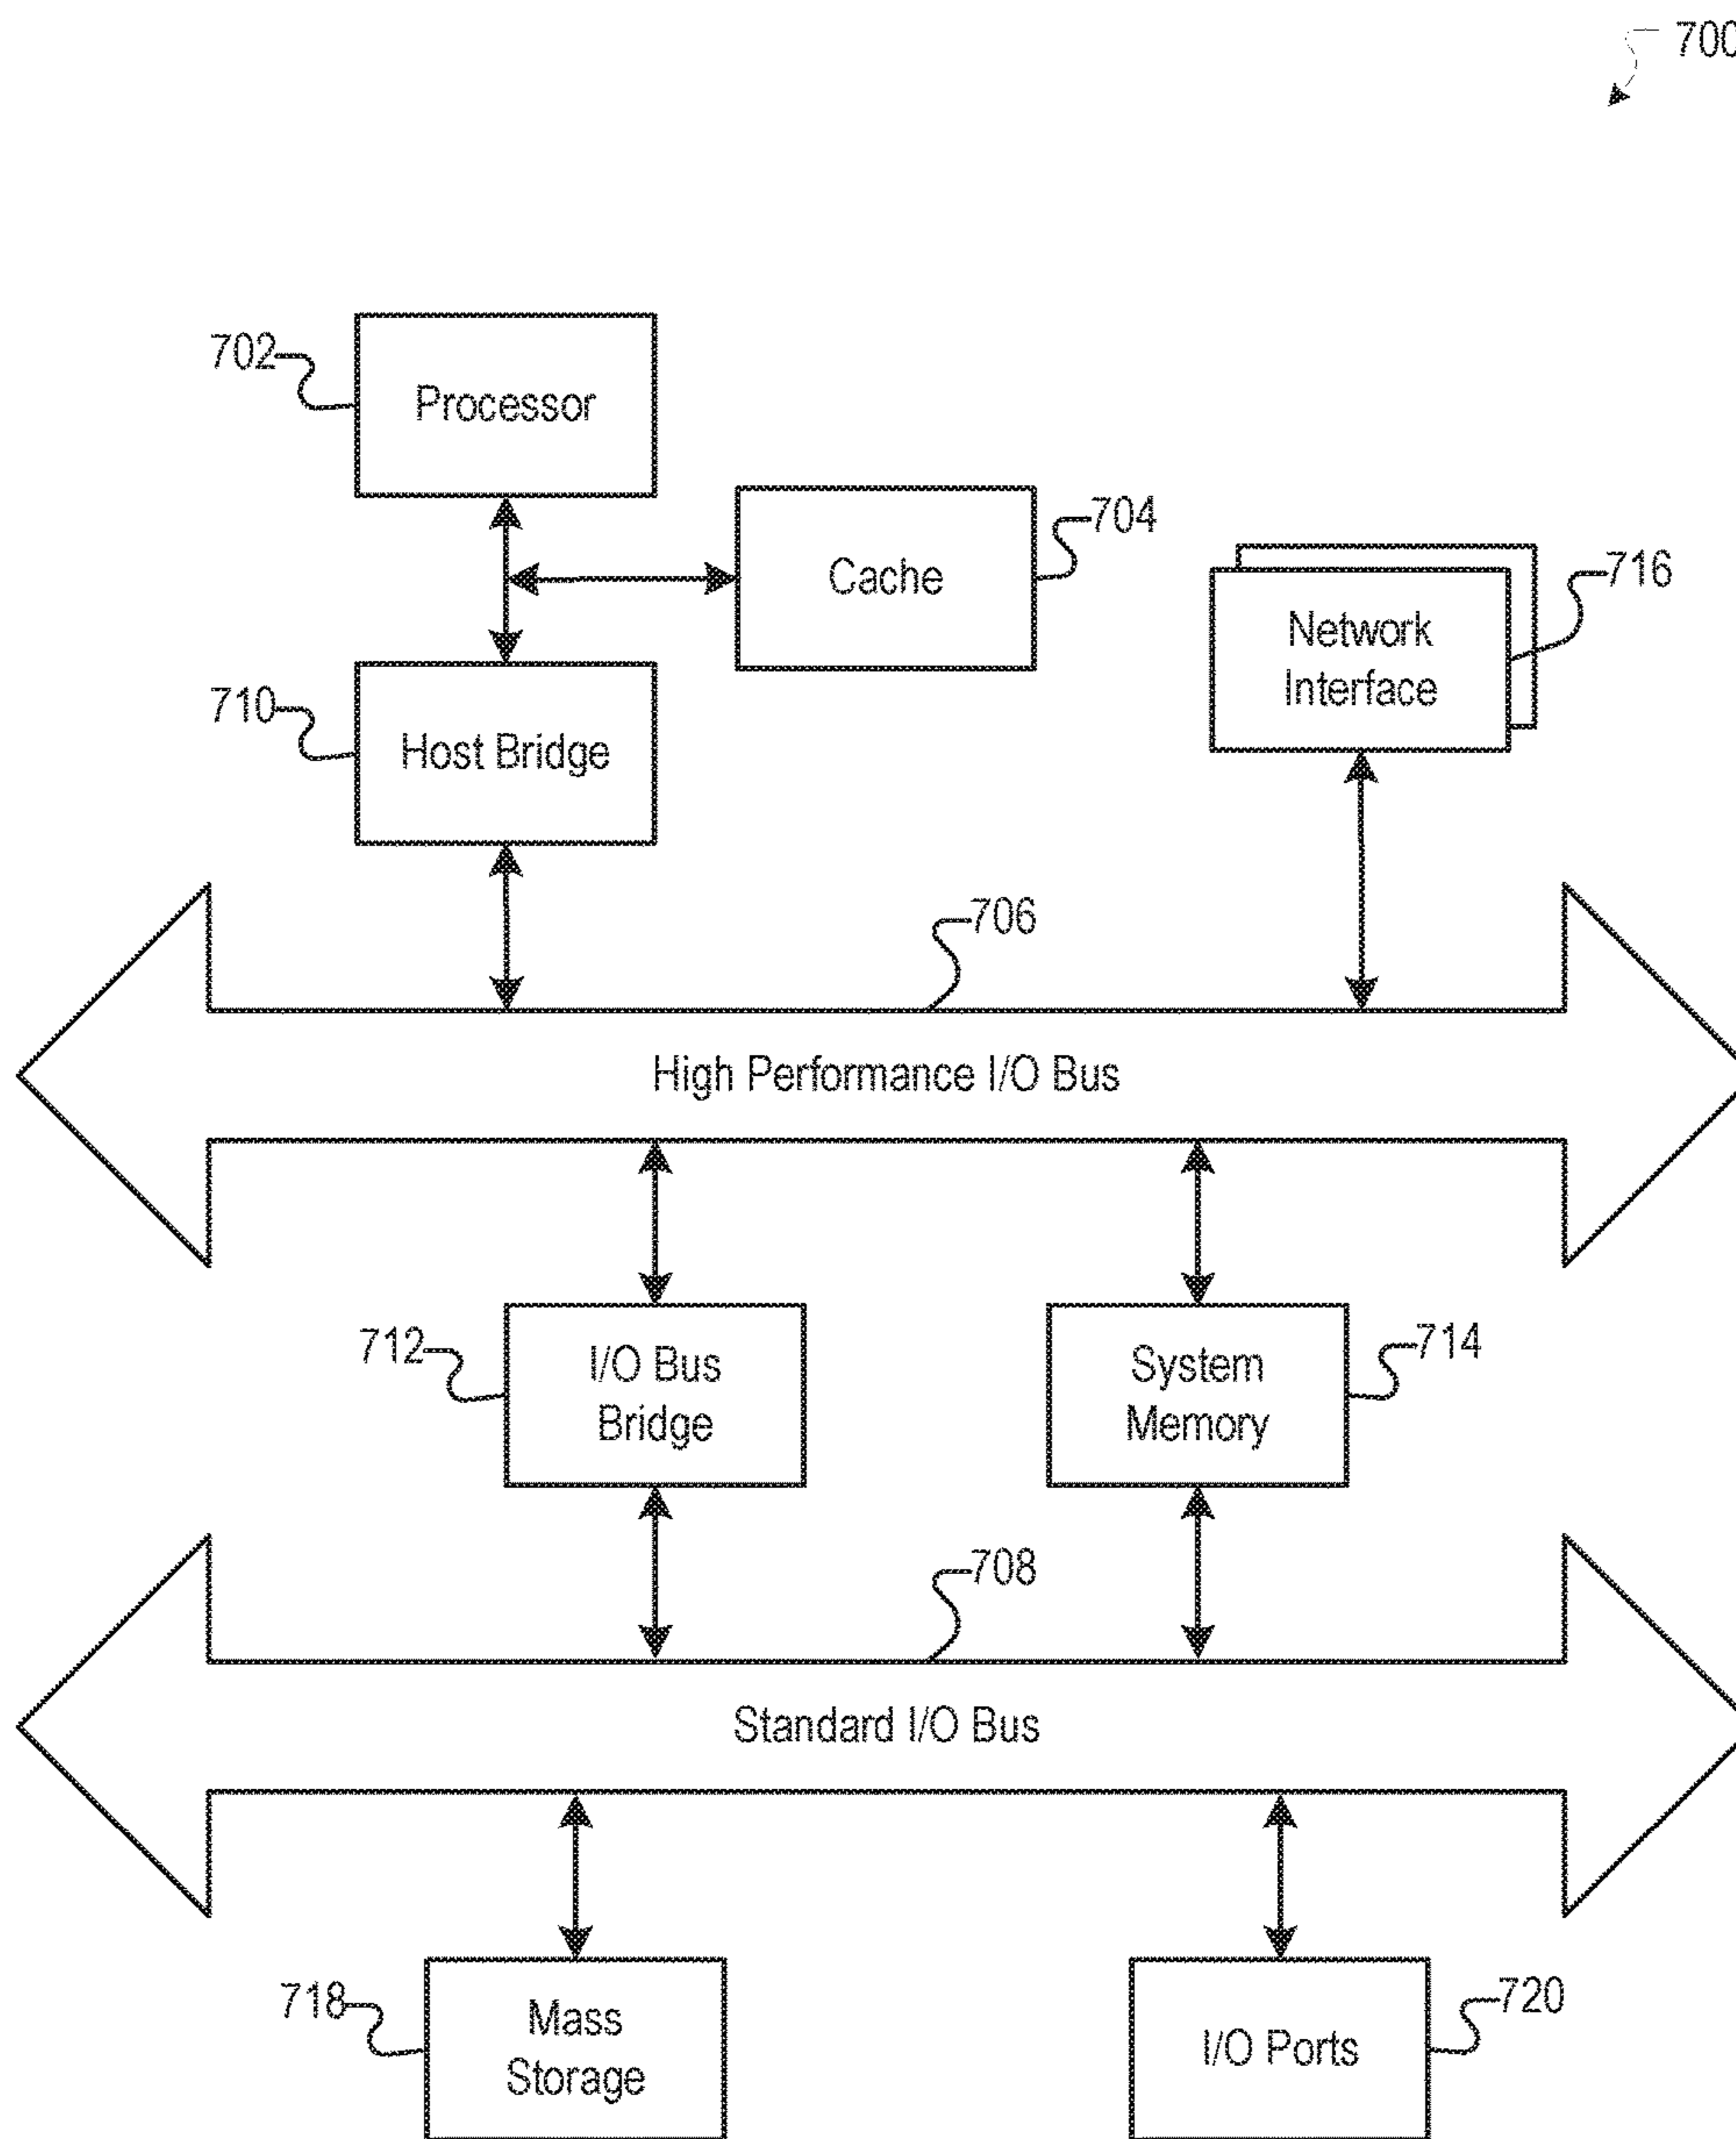 700
702
Processor
704
Cache
716
Network
Interface
710
Host Bridge
706
High Performance I/O Bus
712
I/O Bus
Bridge
714
System
Memory
708
Standard I/O Bus
718
Mass
Storage
720
I/O Ports